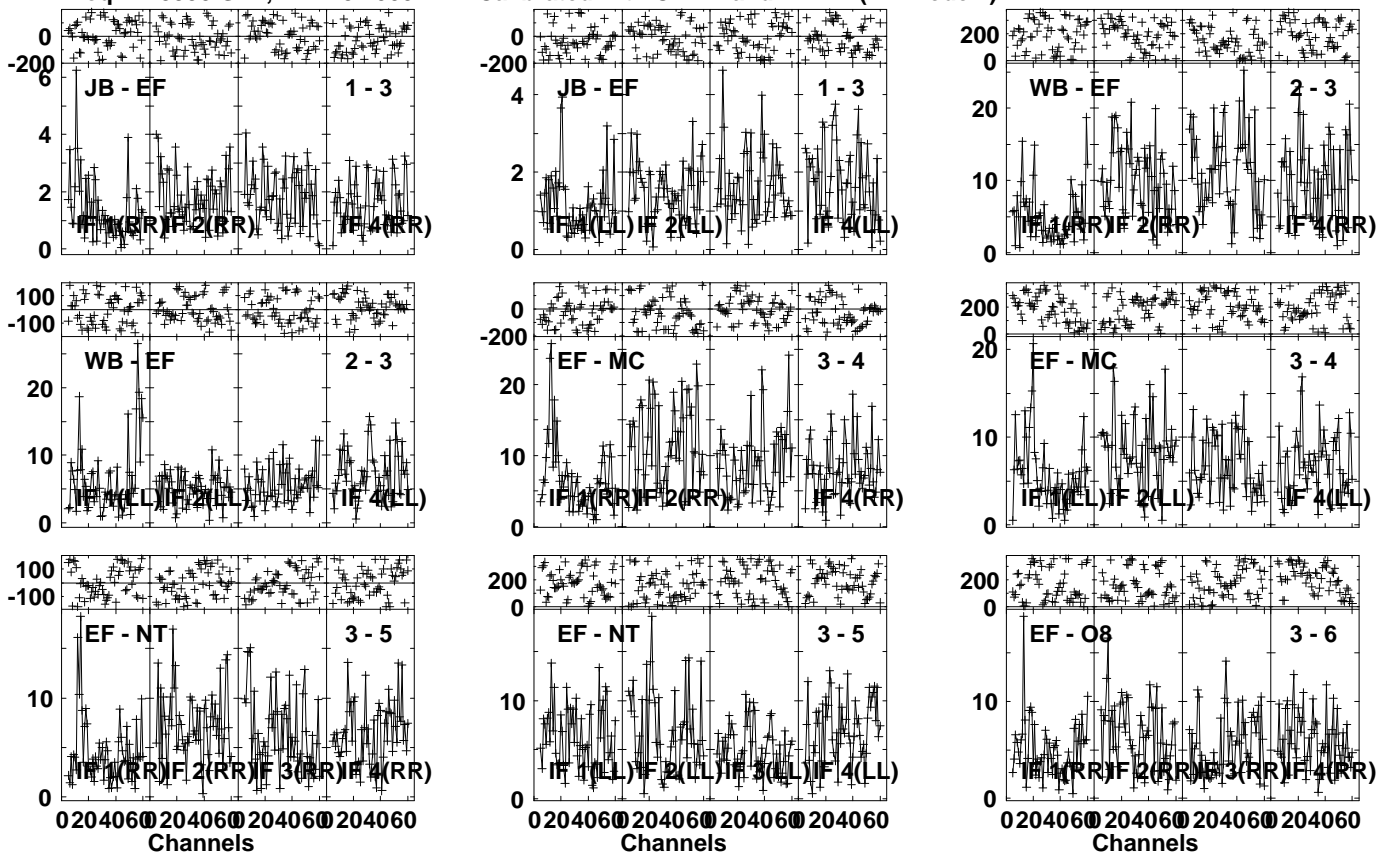 0
-200
6
4
2
0
JB - EF
1 - 3
IF 1(RR)
IF 2(RR)
IF 4(RR)
0
-200
4
2
0
JB - EF
1 - 3
IF 1(LL)
IF 2(LL)
IF 4(LL)
200
0
20
10
0
WB - EF
2 - 3
IF 1(RR)
IF 2(RR)
IF 4(RR)
100
-100
20
10
0
WB - EF
2 - 3
IF 1(LL)
IF 2(LL)
IF 4(LL)
0
-200
20
10
0
EF - MC
3 - 4
IF 1(RR)
IF 2(RR)
IF 4(RR)
200
0
20
10
0
EF - MC
3 - 4
IF 1(LL)
IF 2(LL)
IF 4(LL)
100
-100
10
0
EF - NT
3 - 5
IF 1(RR)
IF 2(RR)
IF 3(RR)
IF 4(RR)
0 20 40 60 0 20 40 60 0 20 40 60 0 20 40 60
Channels
200
0
10
0
EF - NT
3 - 5
IF 1(LL)
IF 2(LL)
IF 3(LL)
IF 4(LL)
0 20 40 60 0 20 40 60 0 20 40 60 0 20 40 60
Channels
200
0
10
0
EF - O8
3 - 6
IF 1(RR)
IF 2(RR)
IF 3(RR)
IF 4(RR)
0 20 40 60 0 20 40 60 0 20 40 60 0 20 40 60
Channels